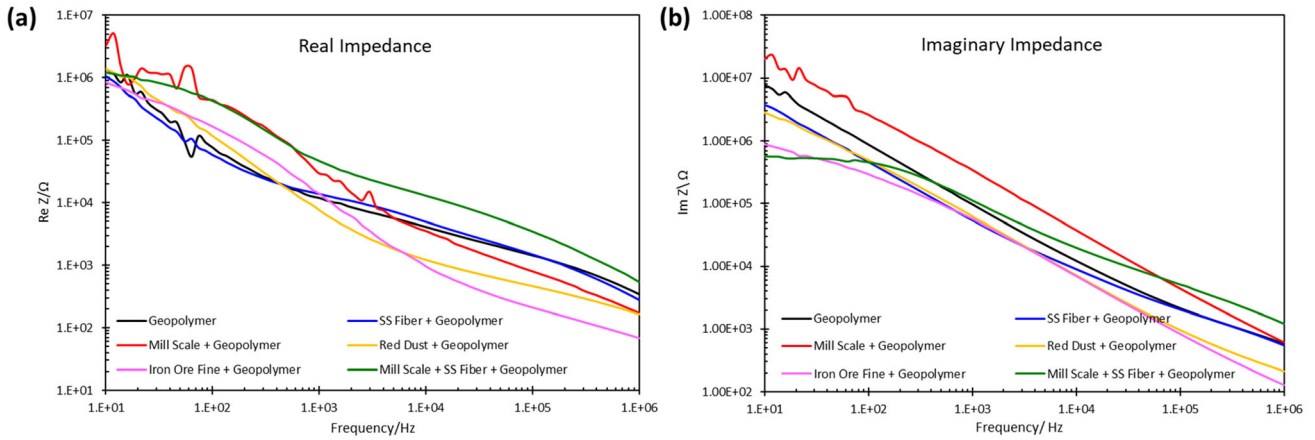 (a)
Real Impedance
1.E+07
1.E+06
1.E+05
1.E+04
1.E+03
1.E+02
1.E+01
Re Z/Ω
Geopolymer
SS Fiber + Geopolymer
Mill Scale + Geopolymer
Red Dust + Geopolymer
Iron Ore Fine + Geopolymer
Mill Scale + SS Fiber + Geopolymer
1.E+01 1.E+02 1.E+03 1.E+04 1.E+05 1.E+06
Frequency/Hz
(b)
Imaginary Impedance
1.00E+08
1.00E+07
1.00E+06
1.00E+05
1.00E+04
1.00E+03
1.00E+02
Im Z\ Ω
Geopolymer
SS Fiber + Geopolymer
Mill Scale + Geopolymer
Red Dust + Geopolymer
Iron Ore Fine + Geopolymer
Mill Scale + SS Fiber + Geopolymer
1.E+01 1.E+02 1.E+03 1.E+04 1.E+05 1.E+06
Frequency/ Hz